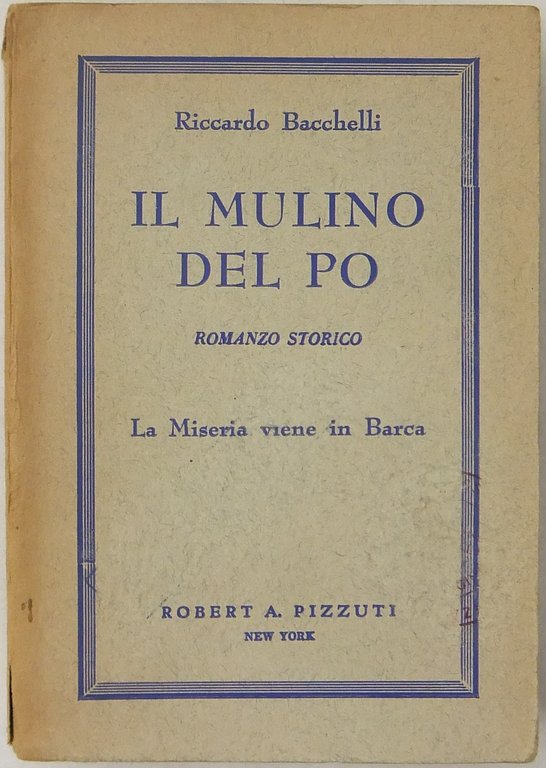 Riccardo Bacchelli
IL MULINO
DEL PO
ROMANZO STORICO
La Miseria viene in Barca
ROBERT A. PIZZUTI
NEW YORK